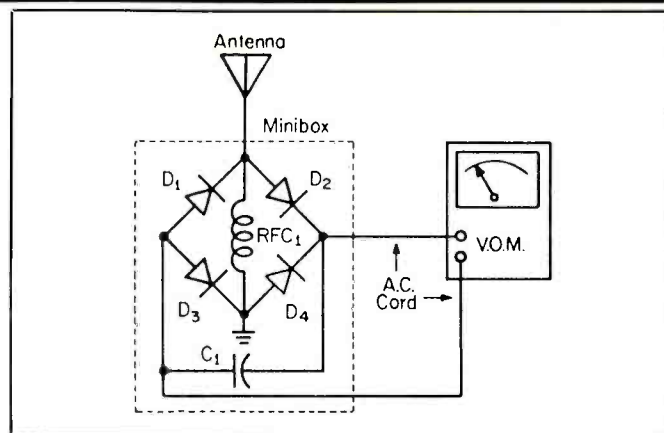 Antenna
Minibox
D1
D2
RFC1
V.O.M.
A.C.
Cord
D3
D4
C1